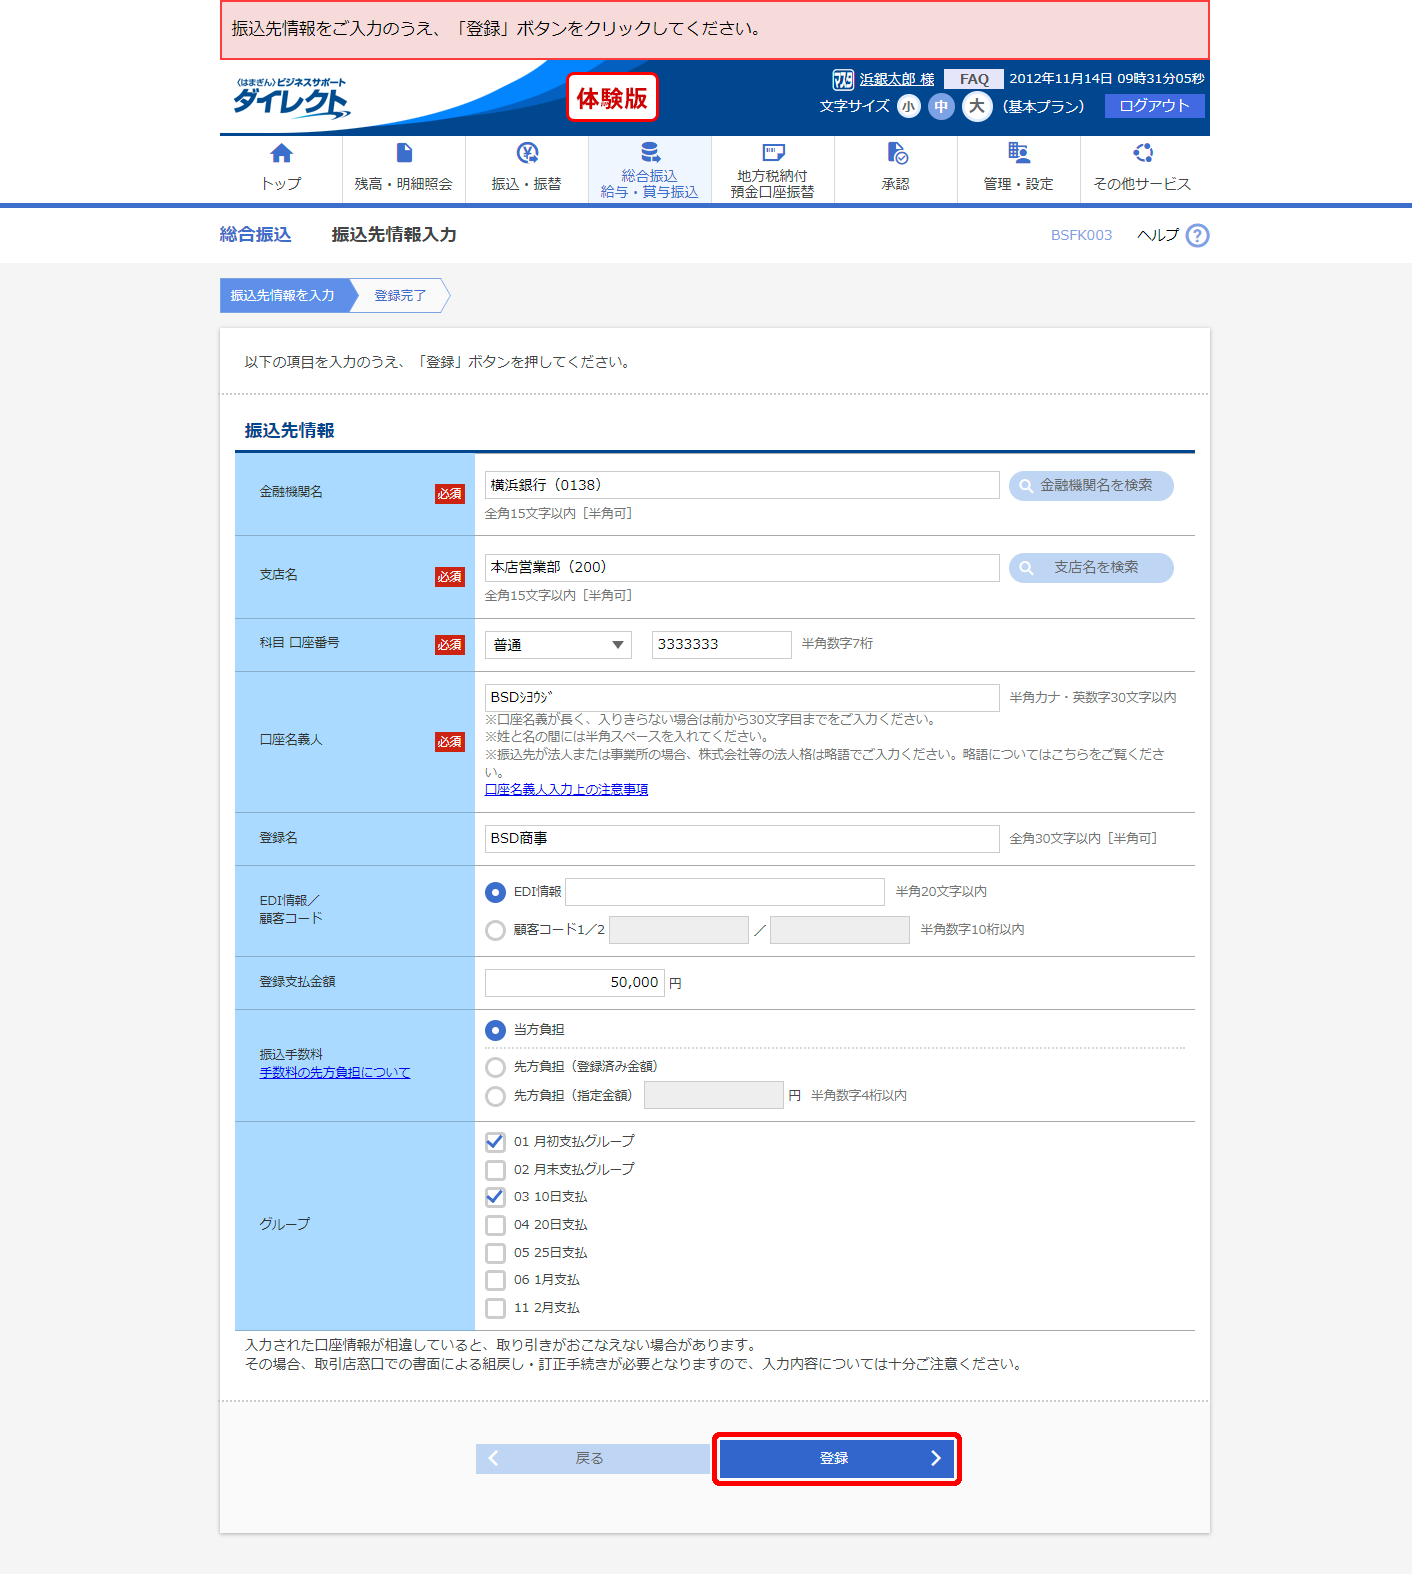 振込先情報をご入力のうえ、「登録」ボタンをクリックしてください。
〈はまぎん〉ビジネスサポート
ダイレクト
体験版
浜銀太郎 様 FAQ 2012年11月14日 09時31分05秒
文字サイズ 小 中 大 (基本プラン) ログアウト
トップ
残高・明細照会
振込・振替
総合振込
給与・賞与振込
地方税納付
預金口座振替
承認
管理・設定
その他サービス
総合振込 振込先情報入力 BSFK003 ヘルプ ?
振込先情報を入力 登録完了
以下の項目を入力のうえ、「登録」ボタンを押してください。
振込先情報
金融機関名 必須 横浜銀行（0138） 金融機関名を検索
全角15文字以内［半角可］
支店名 必須 本店営業部（200） 支店名を検索
全角15文字以内［半角可］
科目 口座番号 必須 普通 3333333 半角数字7桁
口座名義人 必須 BSDｼﾖｳｼﾞ 半角カナ・英数字30文字以内
※口座名義が長く、入りきらない場合は前から30文字目までをご入力ください。
※姓と名の間には半角スペースを入れてください。
※振込先が法人または事業所の場合、株式会社等の法人格は略語でご入力ください。略語についてはこちらをご覧くださ
い。
口座名義人入力上の注意事項
登録名 BSD商事 全角30文字以内［半角可］
EDI情報／
顧客コード
EDI情報 半角20文字以内
顧客コード1／2 ／ 半角数字10桁以内
登録支払金額 50,000 円
振込手数料
手数料の先方負担について
当方負担
先方負担（登録済み金額）
先方負担（指定金額） 円 半角数字4桁以内
グループ
01 月初支払グループ
02 月末支払グループ
03 10日支払
04 20日支払
05 25日支払
06 1月支払
11 2月支払
入力された口座情報が相違していると、取り引きがおこなえない場合があります。
その場合、取引店窓口での書面による組戻し・訂正手続きが必要となりますので、入力内容については十分ご注意ください。
戻る 登録